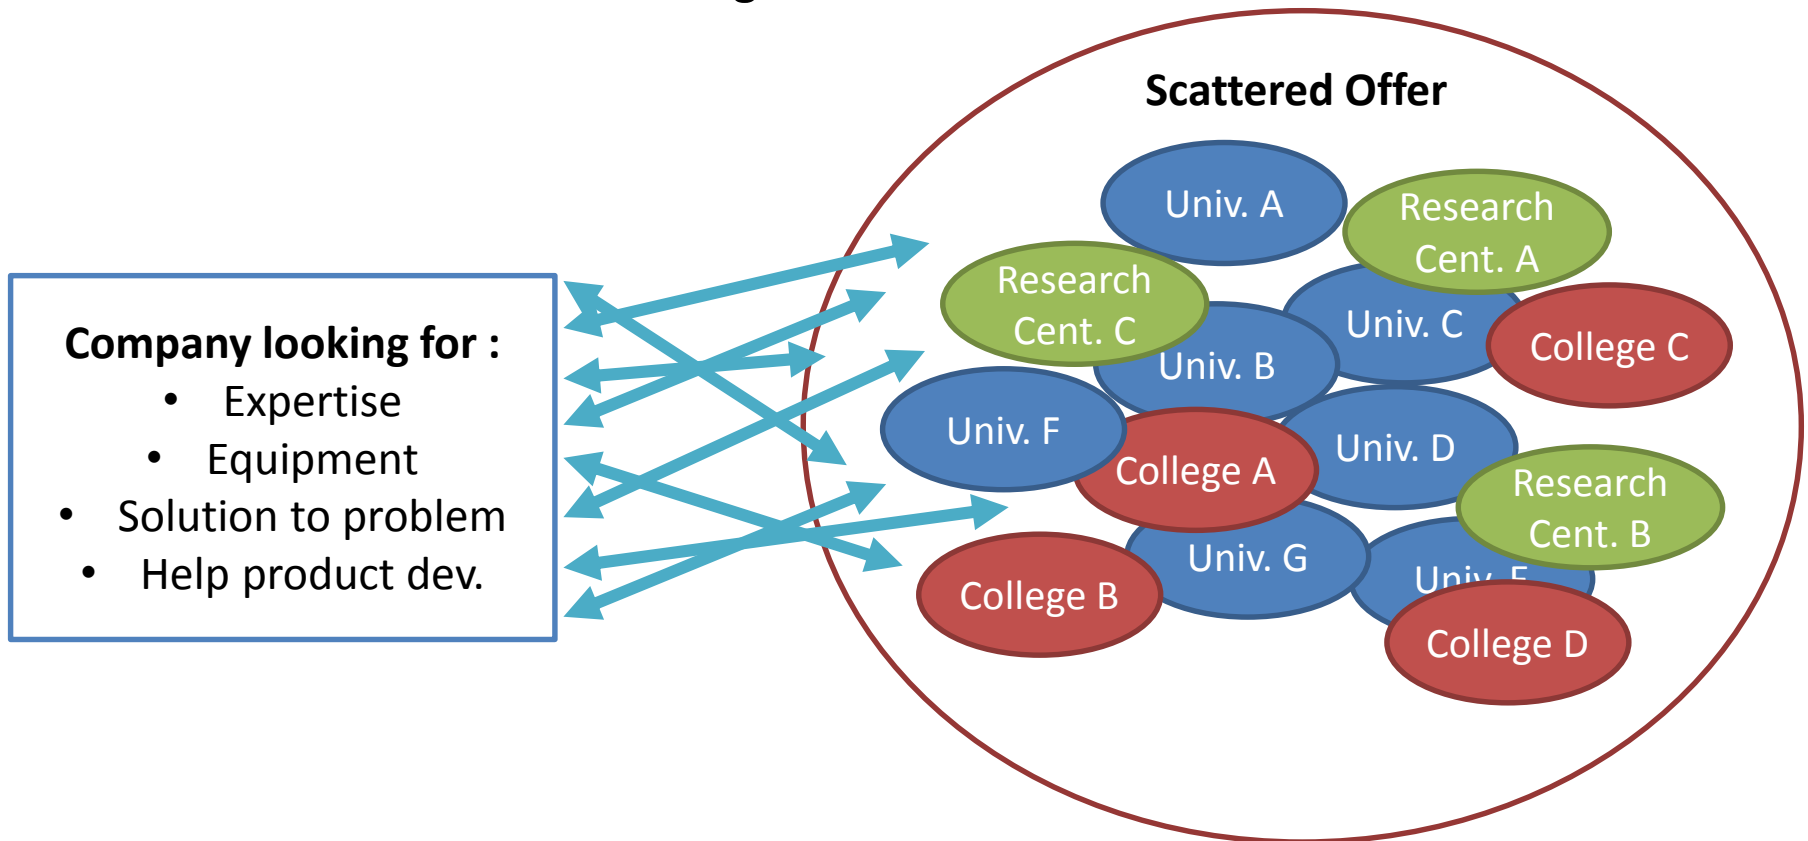 Scattered Offer
Univ. A
Research
Cent. A
Research
Cent. C
Univ. C
College C
Univ. B
Univ. F
College A
Univ. D
Research
Cent. B
Univ. G
College B
College D
Company looking for :
• Expertise
• Equipment
• Solution to problem
• Help product dev.